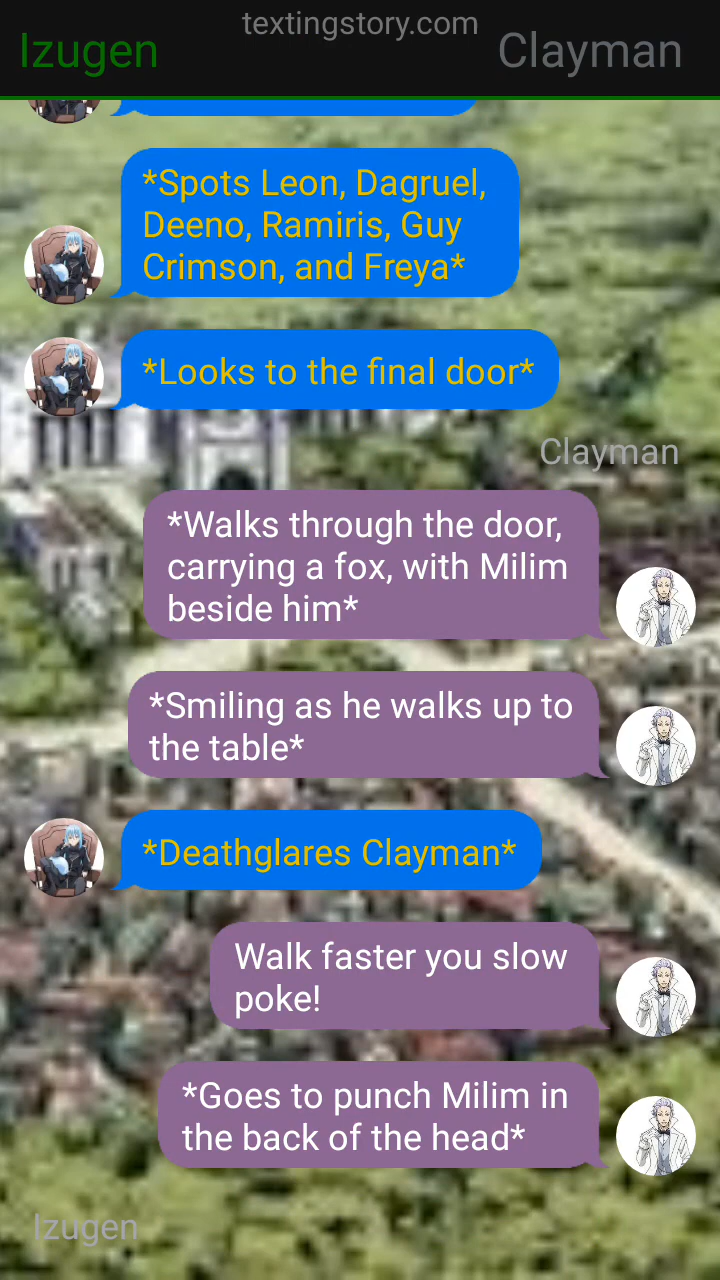 textingstory.com
Izugen
Clayman
*Spots Leon, Dagruel,
Deeno, Ramiris, Guy
Crimson, and Freya*
*Looks to the final door*
Clayman
*Walks through the door,
carrying a fox, with Milim
beside him*
*Smiling as he walks up to
the table*
*Deathglares Clayman*
Walk faster you slow
poke!
*Goes to punch Milim in
the back of the head*
Izugen